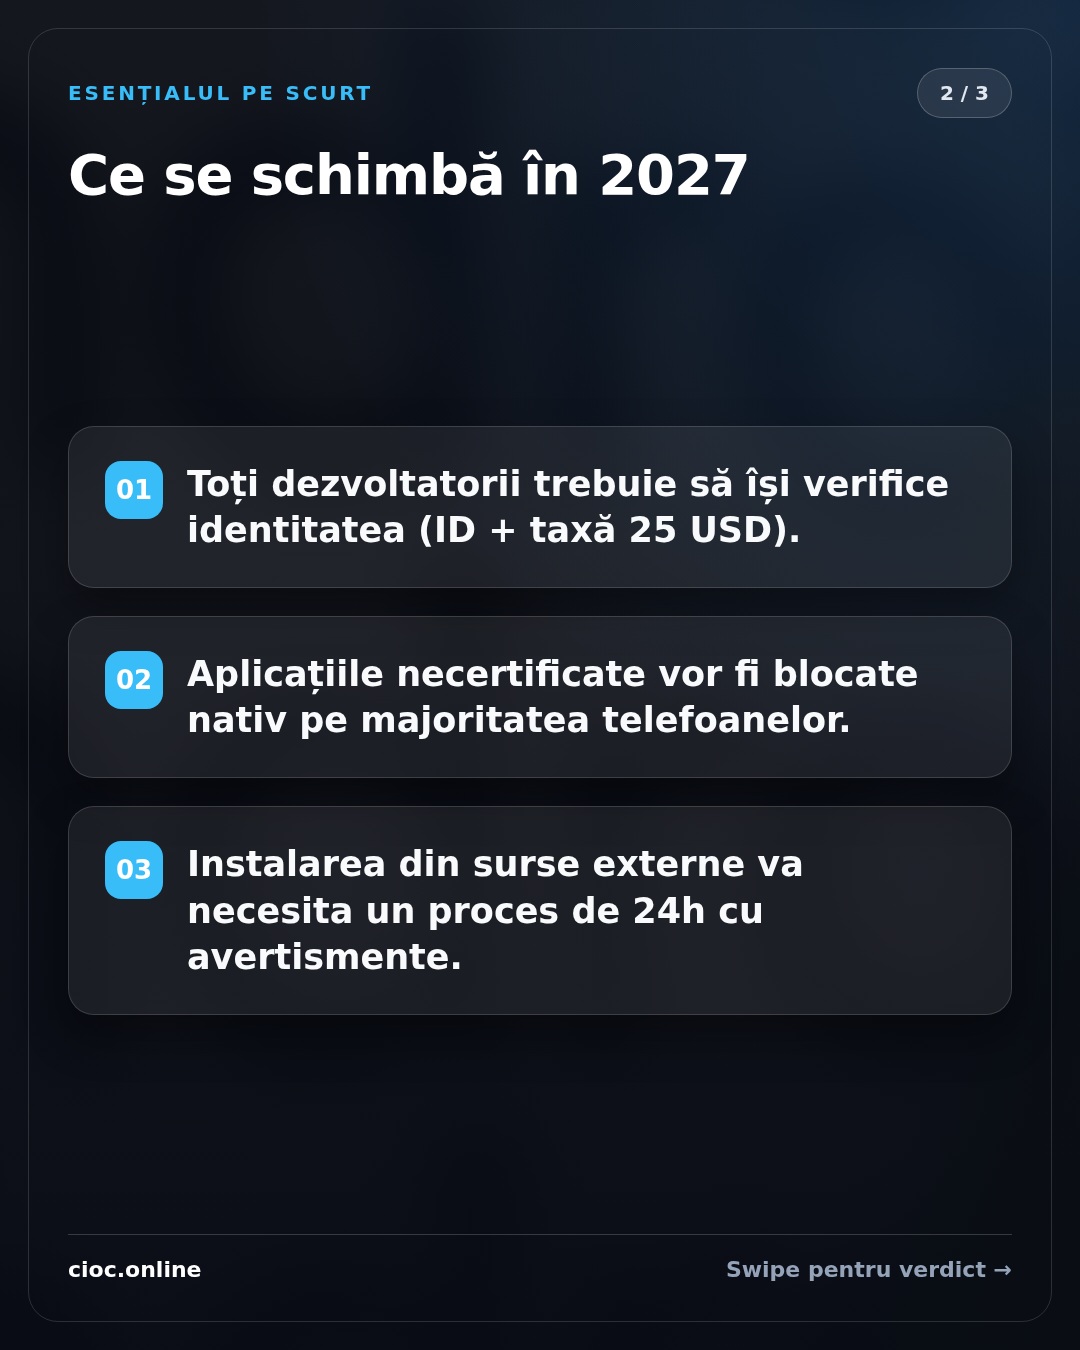 ESENȚIALUL PE SCURT
2 / 3
Ce se schimbă în 2027
01
Toți dezvoltatorii trebuie să își verifice
identitatea (ID + taxă 25 USD).
02
Aplicațiile necertificate vor fi blocate
nativ pe majoritatea telefoanelor.
03
Instalarea din surse externe va
necesita un proces de 24h cu
avertismente.
cioc.online
Swipe pentru verdict →